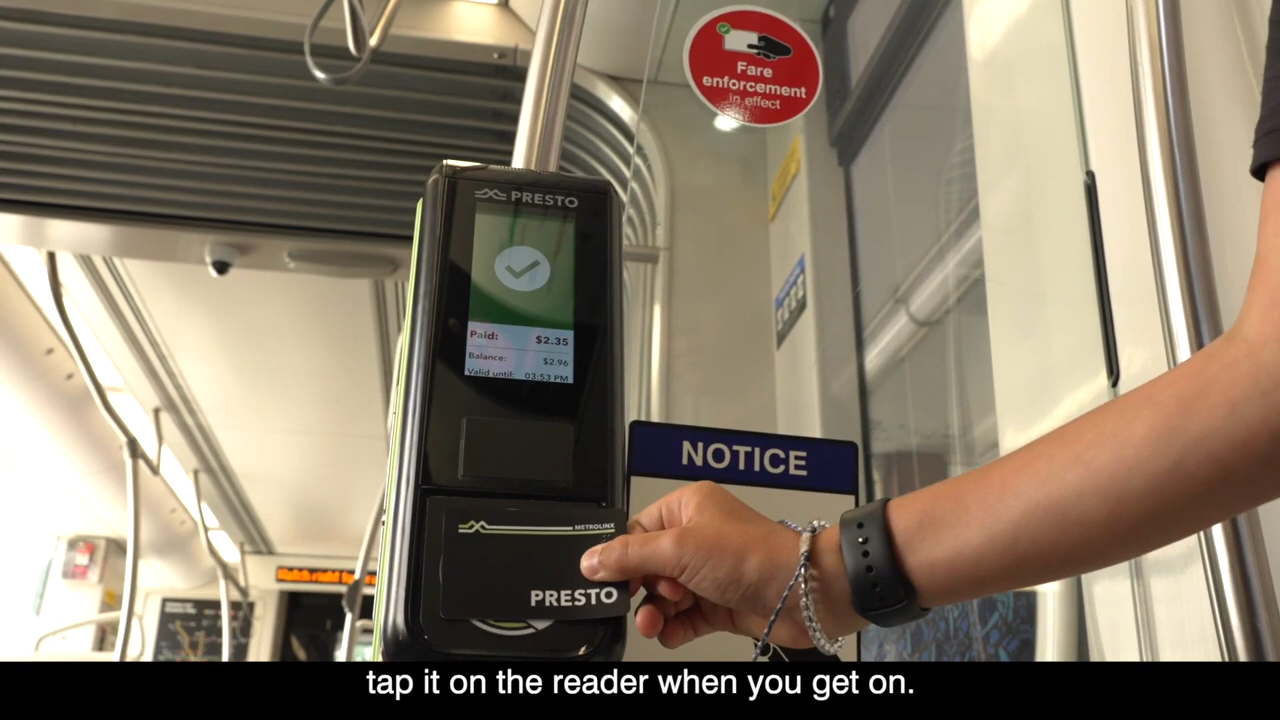 Fare
enforcement
in effect
PRESTO
Paid: $2.35
Balance: $2.96
Valid until: 03:53 PM
NOTICE
METROLINX
PRESTO
tap it on the reader when you get on.